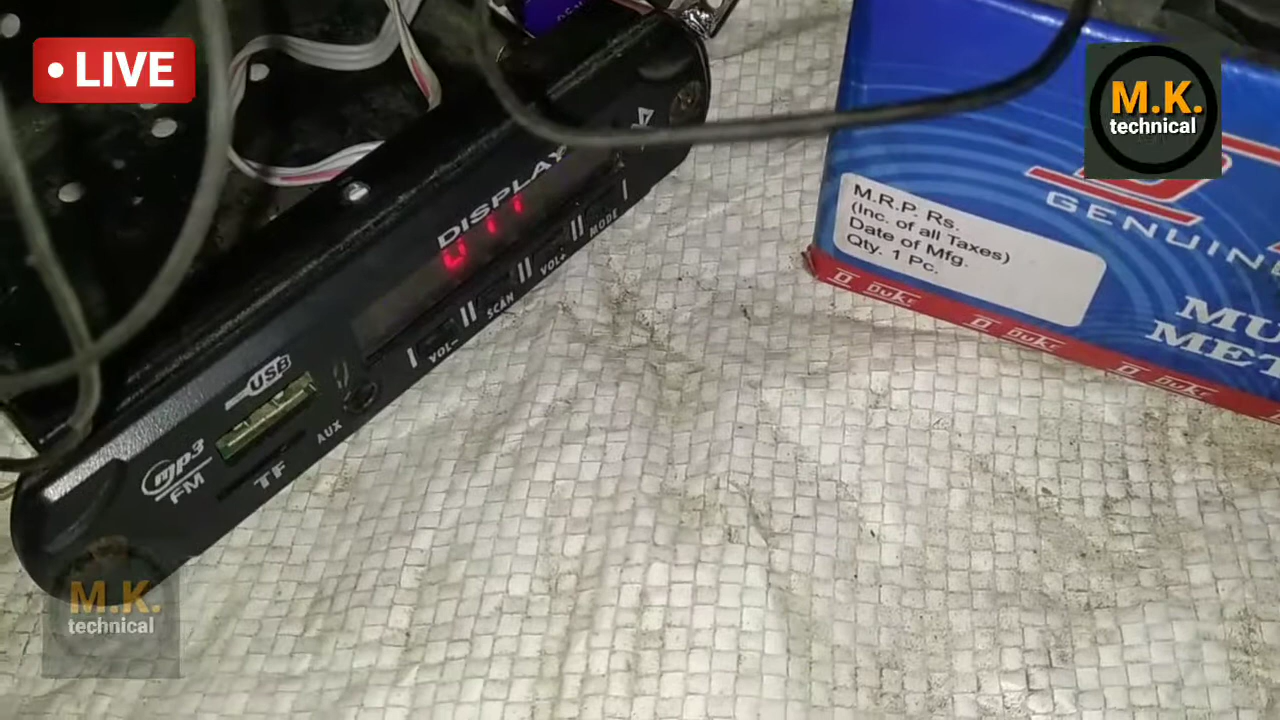 LIVE
M.K.
technical
DISPLAY
MODE
VOL+
SCAN
VOL-
USB
AUX
mp3
FM
TF
M.R.P. Rs.
(Inc. of all Taxes)
Date of Mfg.
Qty. 1 Pc.
GENUIN
MU
MET
M.K.
technical